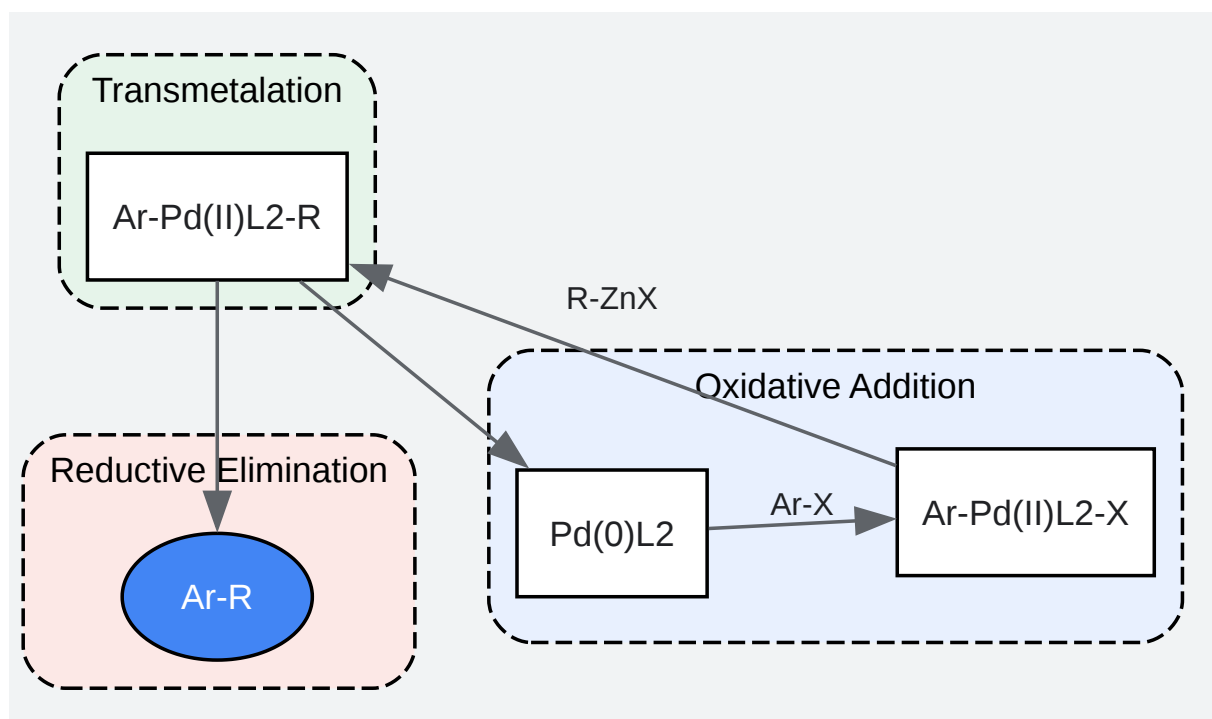 Transmetalation
Ar-Pd(II)L2-R
R-ZnX
Oxidative Addition
Reductive Elimination
Pd(0)L2
Ar-X
Ar-Pd(II)L2-X
Ar-R